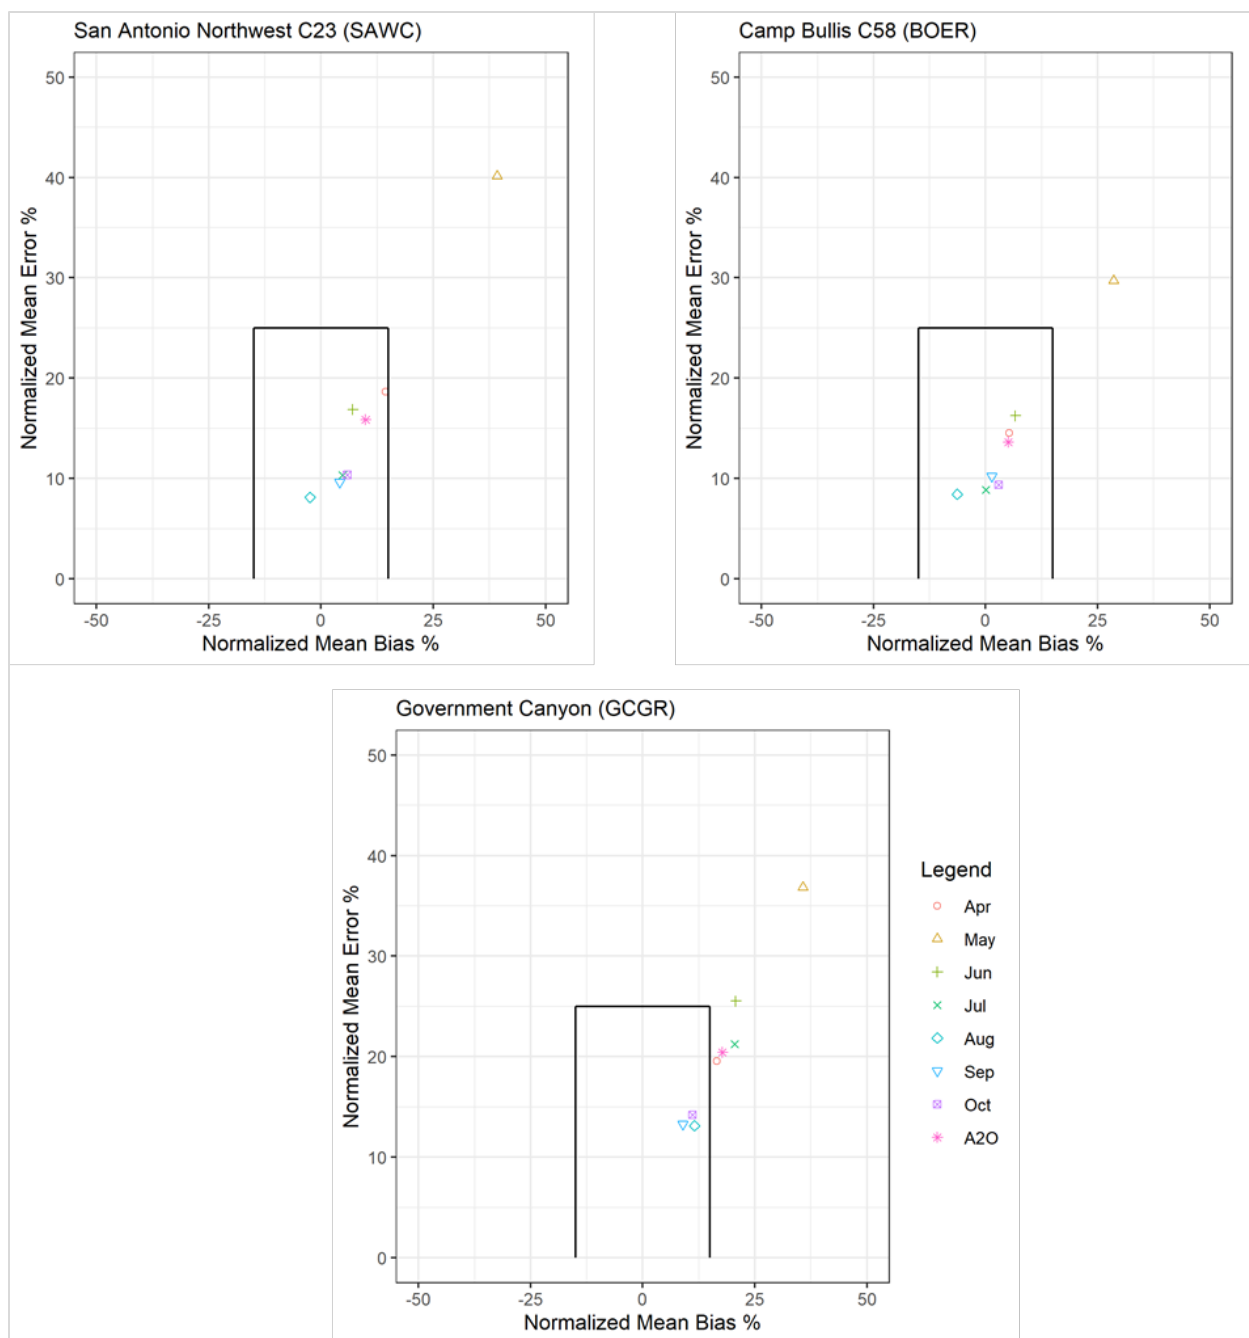 San Antonio Northwest C23 (SAWC)
Normalized Mean Error %
50
40
30
20
10
0
-50 -25 0 25 50
Normalized Mean Bias %
Camp Bullis C58 (BOER)
Normalized Mean Error %
50
40
30
20
10
0
-50 -25 0 25 50
Normalized Mean Bias %
Government Canyon (GCGR)
Normalized Mean Error %
50
40
30
20
10
0
-50 -25 0 25 50
Normalized Mean Bias %
Legend
Apr
May
Jun
Jul
Aug
Sep
Oct
A2O